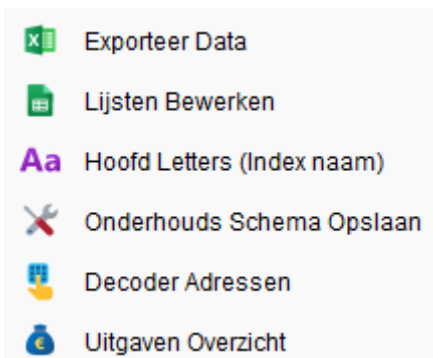 Exporteer Data
Lijsten Bewerken
Aa Hoofd Letters (Index naam)
Onderhouds Schema Opslaan
Decoder Adressen
Uitgaven Overzicht